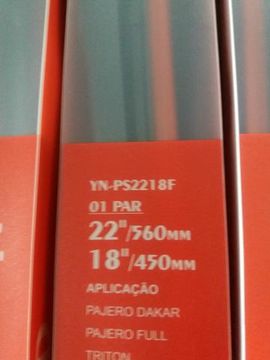 YN-PS2218F
01 PAR
22"/560MM
18"/450MM
APLICAÇÃO
PAJERO DAKAR
PAJERO FULL
TRITON